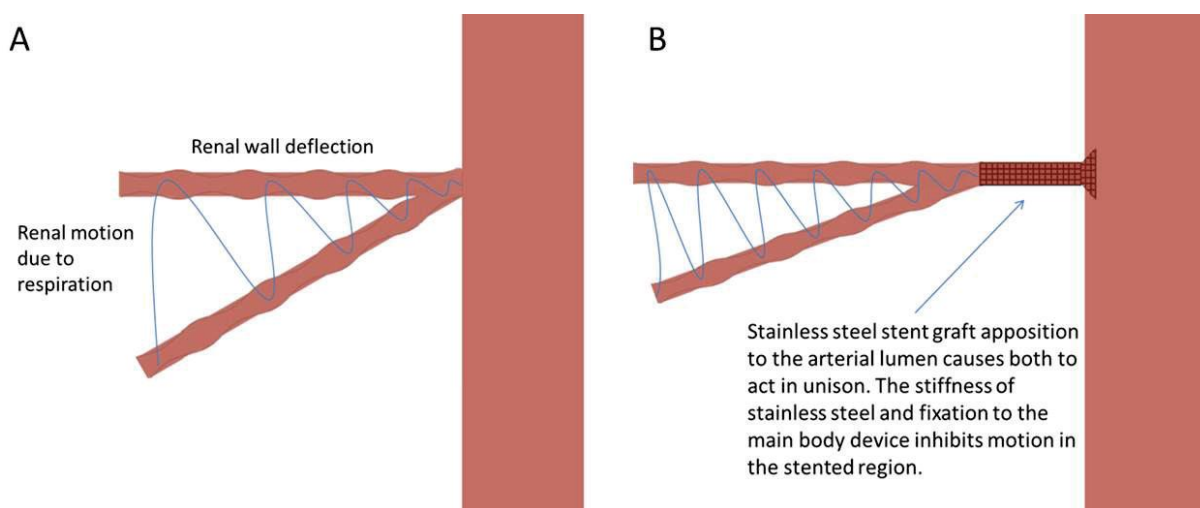 A
Renal wall deflection
Renal motion
due to
respiration
B
Stainless steel stent graft apposition
to the arterial lumen causes both to
act in unison. The stiffness of
stainless steel and fixation to the
main body device inhibits motion in
the stented region.